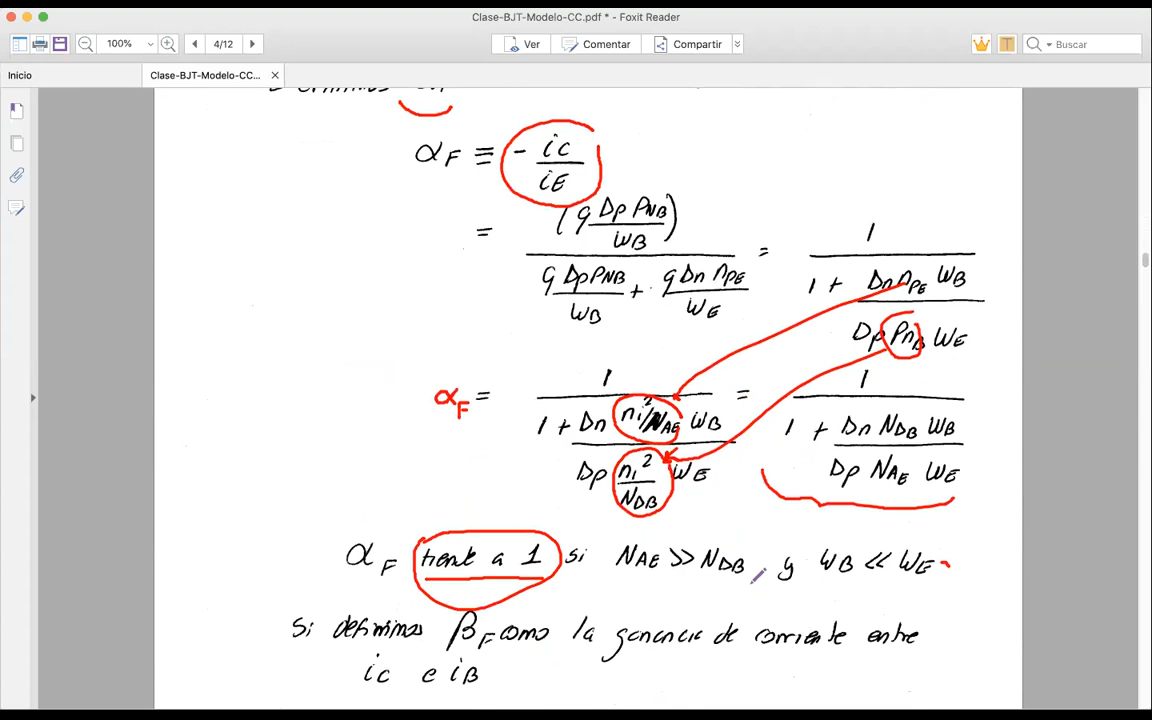 Clase-BJT-Modelo-CC.pdf * - Foxit Reader
100%
4/12
Ver
Comentar
Compartir
Buscar
Inicio
Clase-BJT-Modelo-CC...
αF ≡ - iC / iE
= (q Dp PNB / WB) / (q Dp PNB / WB + q Dn nPE / WE) = 1 / (1 + Dn nPE WB / Dp PnB WE)
αF = 1 / (1 + Dn ni²/NAE WB / Dp ni²/NDB WE) = 1 / (1 + Dn NDB WB / Dp NAE WE)
αF tiende a 1 si NAE >> NDB y WB << WE
Si definimos βF como la ganancia de corriente entre
ic e iB